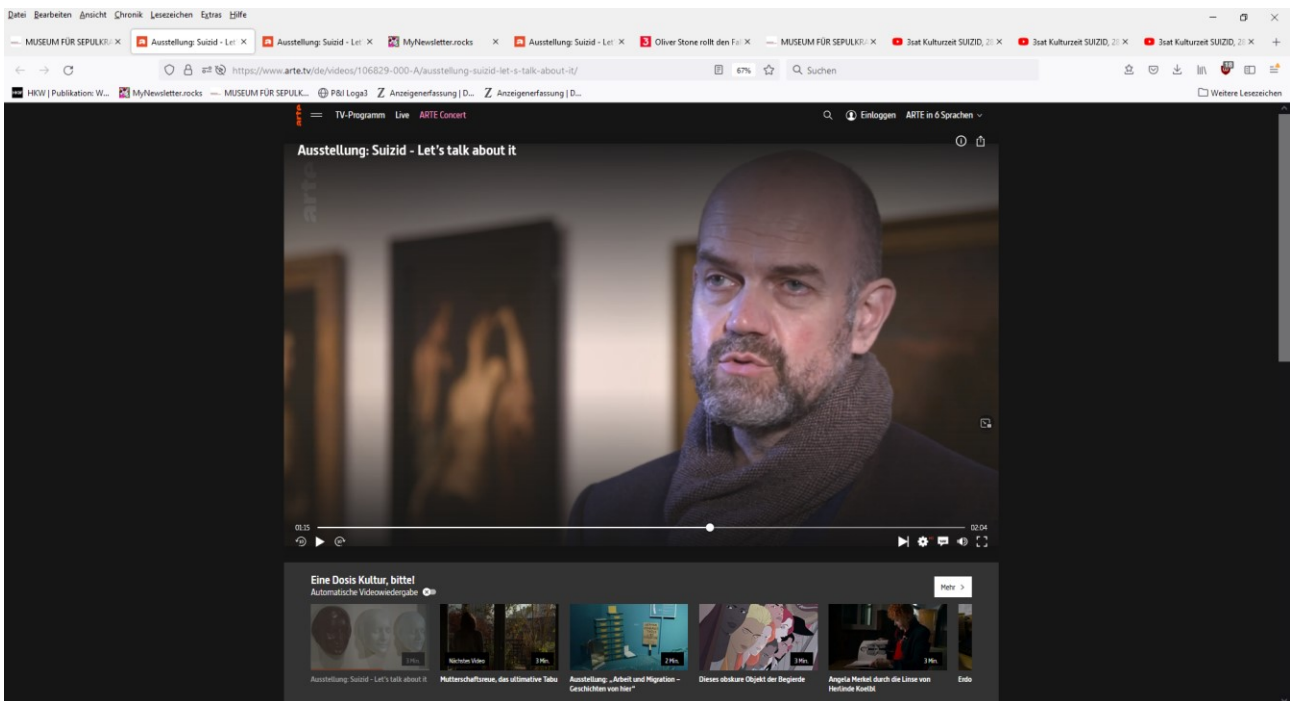 Datei Bearbeiten Ansicht Chronik Lesezeichen Extras Hilfe
MUSEUM FÜR SEPULKRA Ausstellung: Suizid - Let' Ausstellung: Suizid - Let' MyNewsletter.rocks Ausstellung: Suizid - Let' Oliver Stone rollt den Fal MUSEUM FÜR SEPULKRA 3sat Kulturzeit SUIZID, 3sat Kulturzeit SUIZID, 3sat Kulturzeit SUIZID,
https://www.arte.tv/de/videos/106829-000-A/ausstellung-suizid-let-s-talk-about-it/ 67% Suchen
HKW | Publikation: W... MyNewsletter.rocks MUSEUM FÜR SEPULK... P&I Loga3 Z Anzeigenerfassung | D... Z Anzeigenerfassung | D... Weitere Lesezeichen
arte TV-Programm Live ARTE Concert Einloggen ARTE in 6 Sprachen
Ausstellung: Suizid - Let's talk about it
arte
01:15 02:04
Eine Dosis Kultur, bitte!
Automatische Videowiedergabe
Mehr >
3 Min. Nächstes Video 3 Min. 2 Min. 3 Min. 3 Min.
Ausstellung: Suizid - Let's talk about it Mutterschaftsreue, das ultimative Tabu Ausstellung: „Arbeit und Migration – Dieses obskure Objekt der Begierde Angela Merkel durch die Linse von Endo
Geschichten von hier“ Herlinde Koelbl